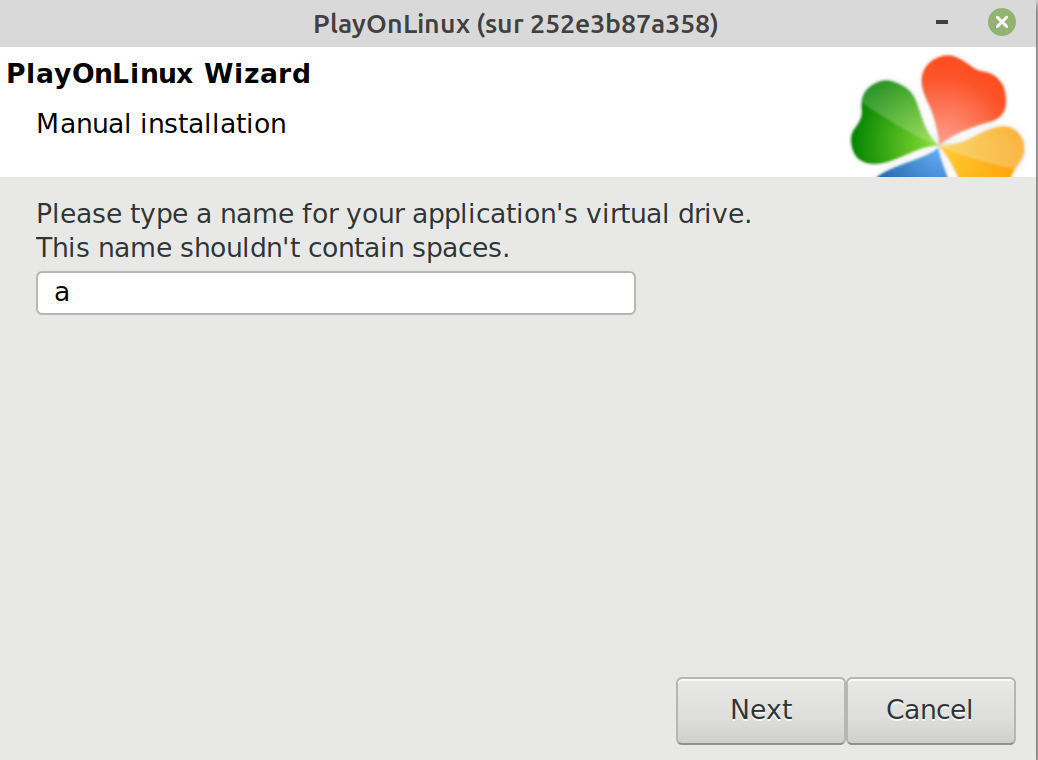 PlayOnLinux (sur 252e3b87a358)
PlayOnLinux Wizard
Manual installation
Please type a name for your application's virtual drive.
This name shouldn't contain spaces.
a
Next
Cancel